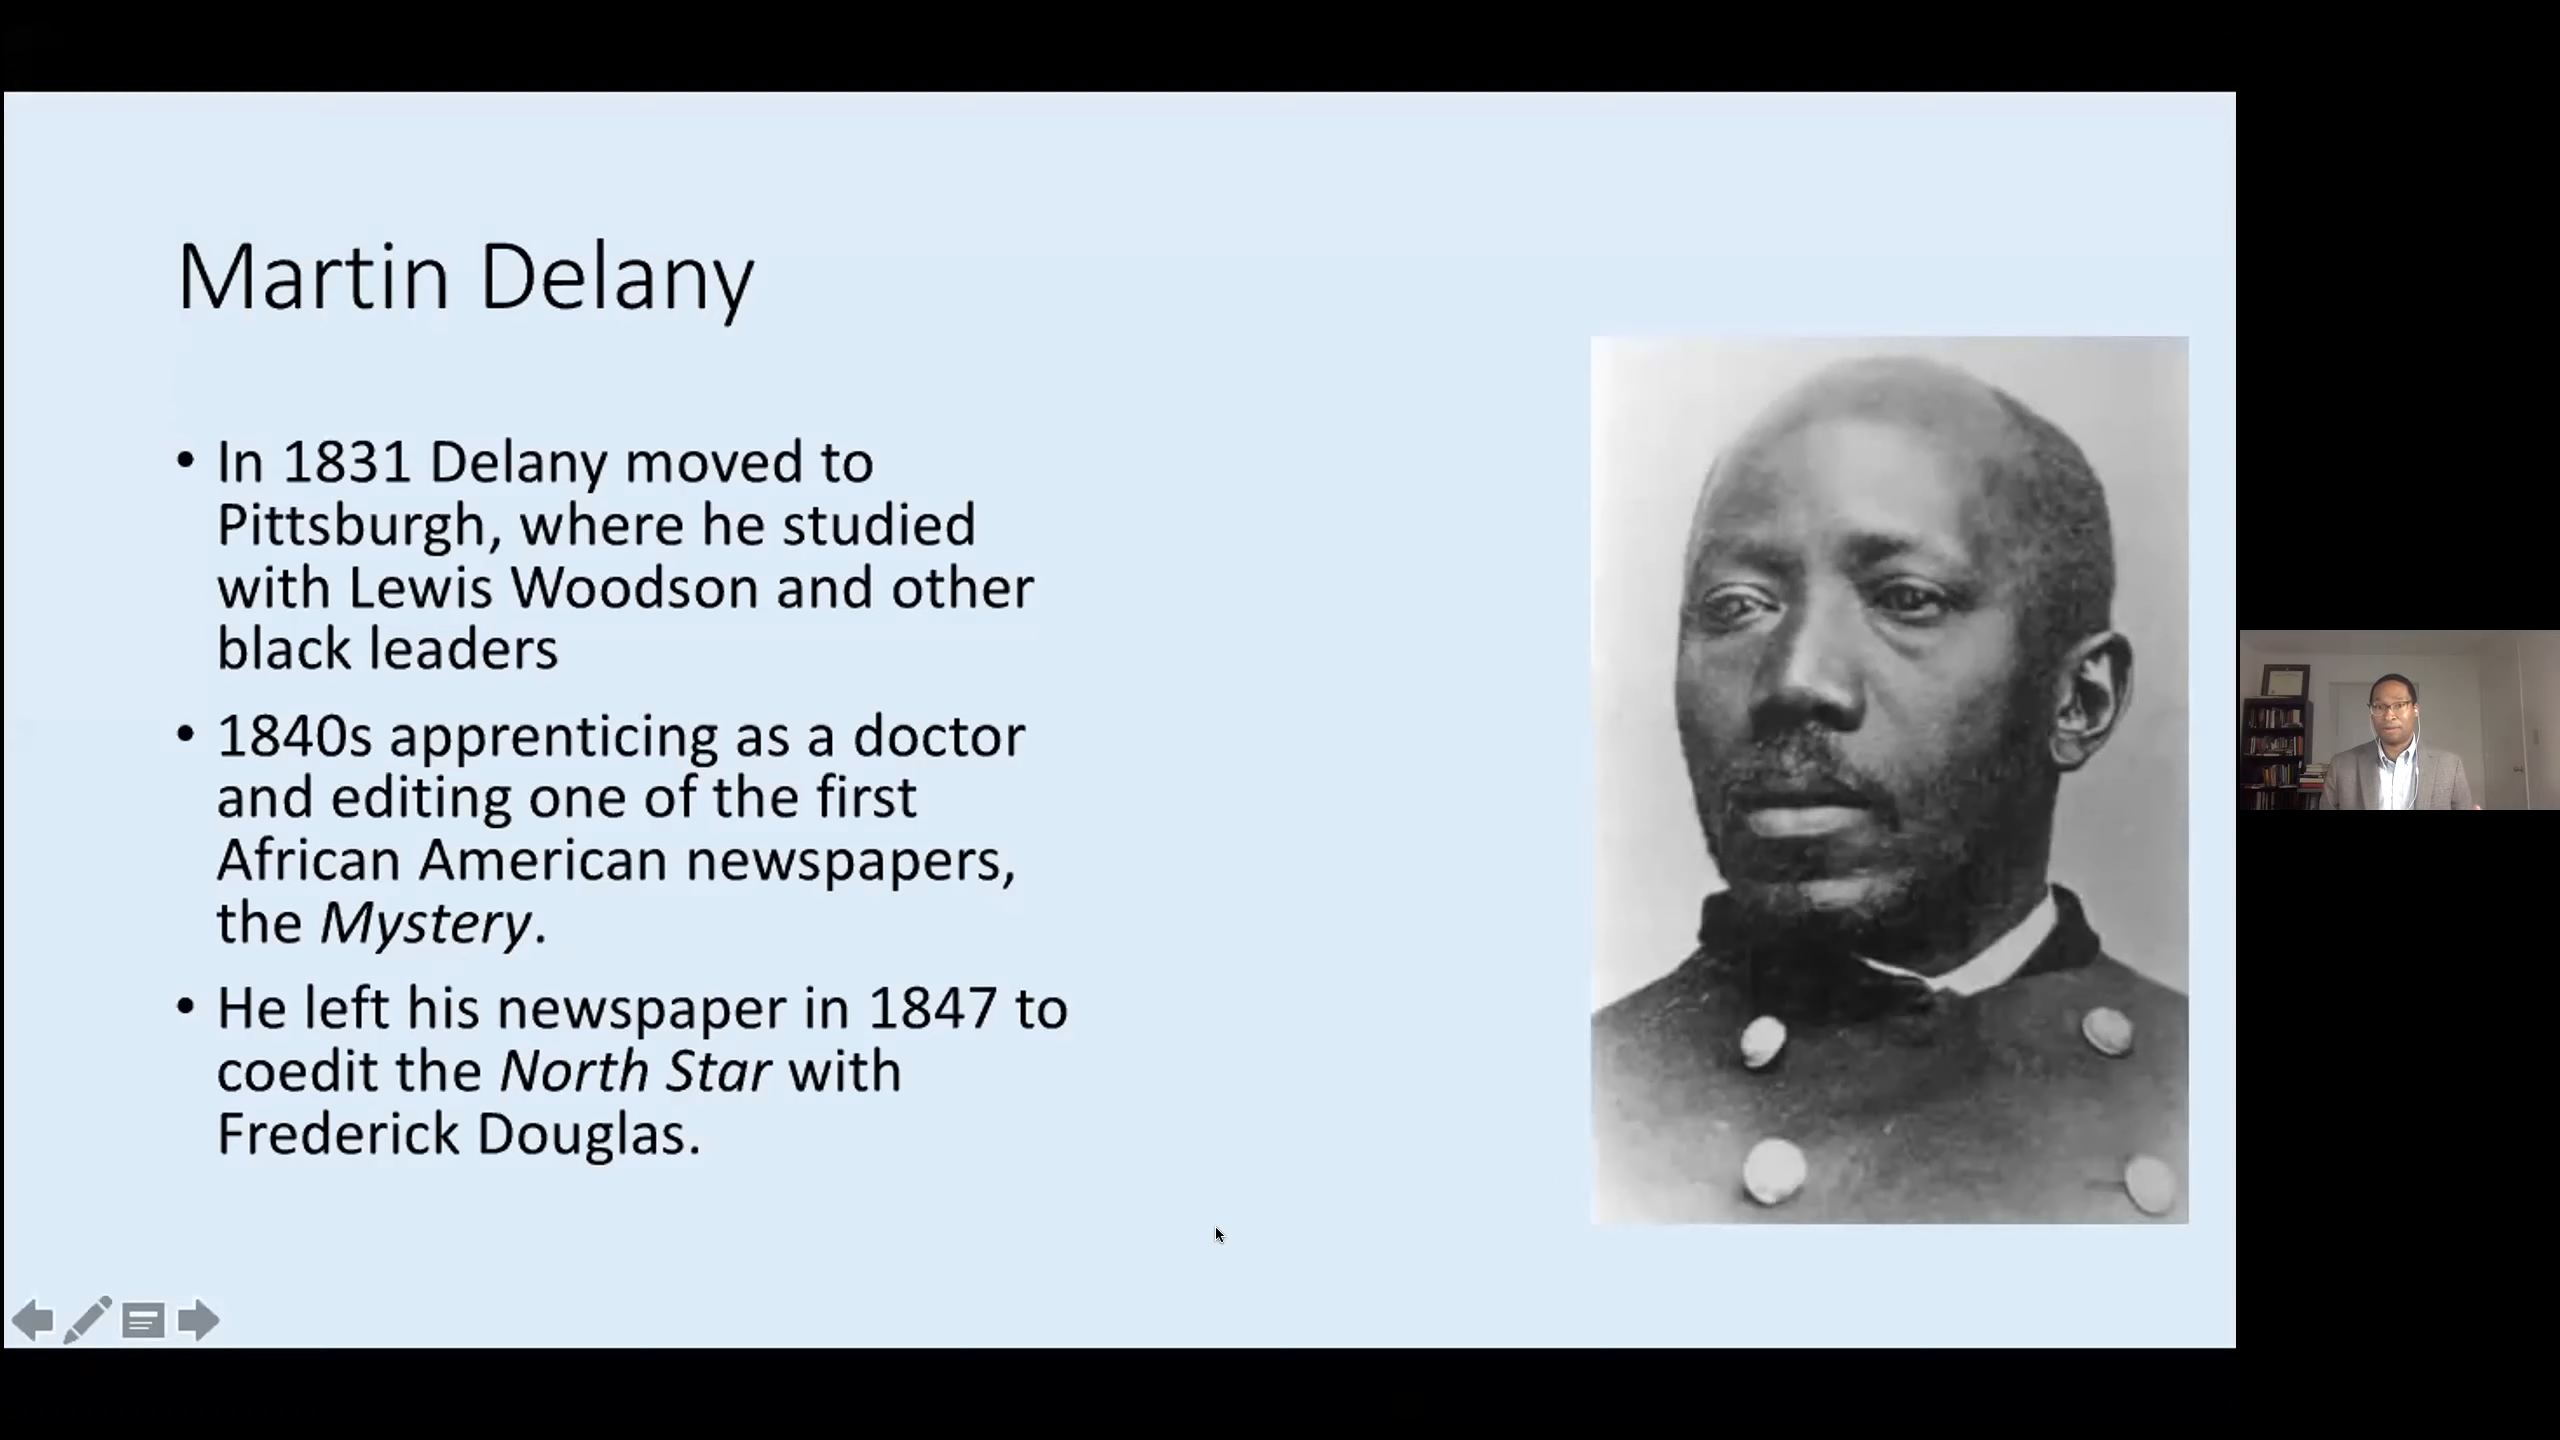 Martin Delany
• In 1831 Delany moved to
Pittsburgh, where he studied
with Lewis Woodson and other
black leaders
• 1840s apprenticing as a doctor
and editing one of the first
African American newspapers,
the Mystery.
• He left his newspaper in 1847 to
coedit the North Star with
Frederick Douglas.